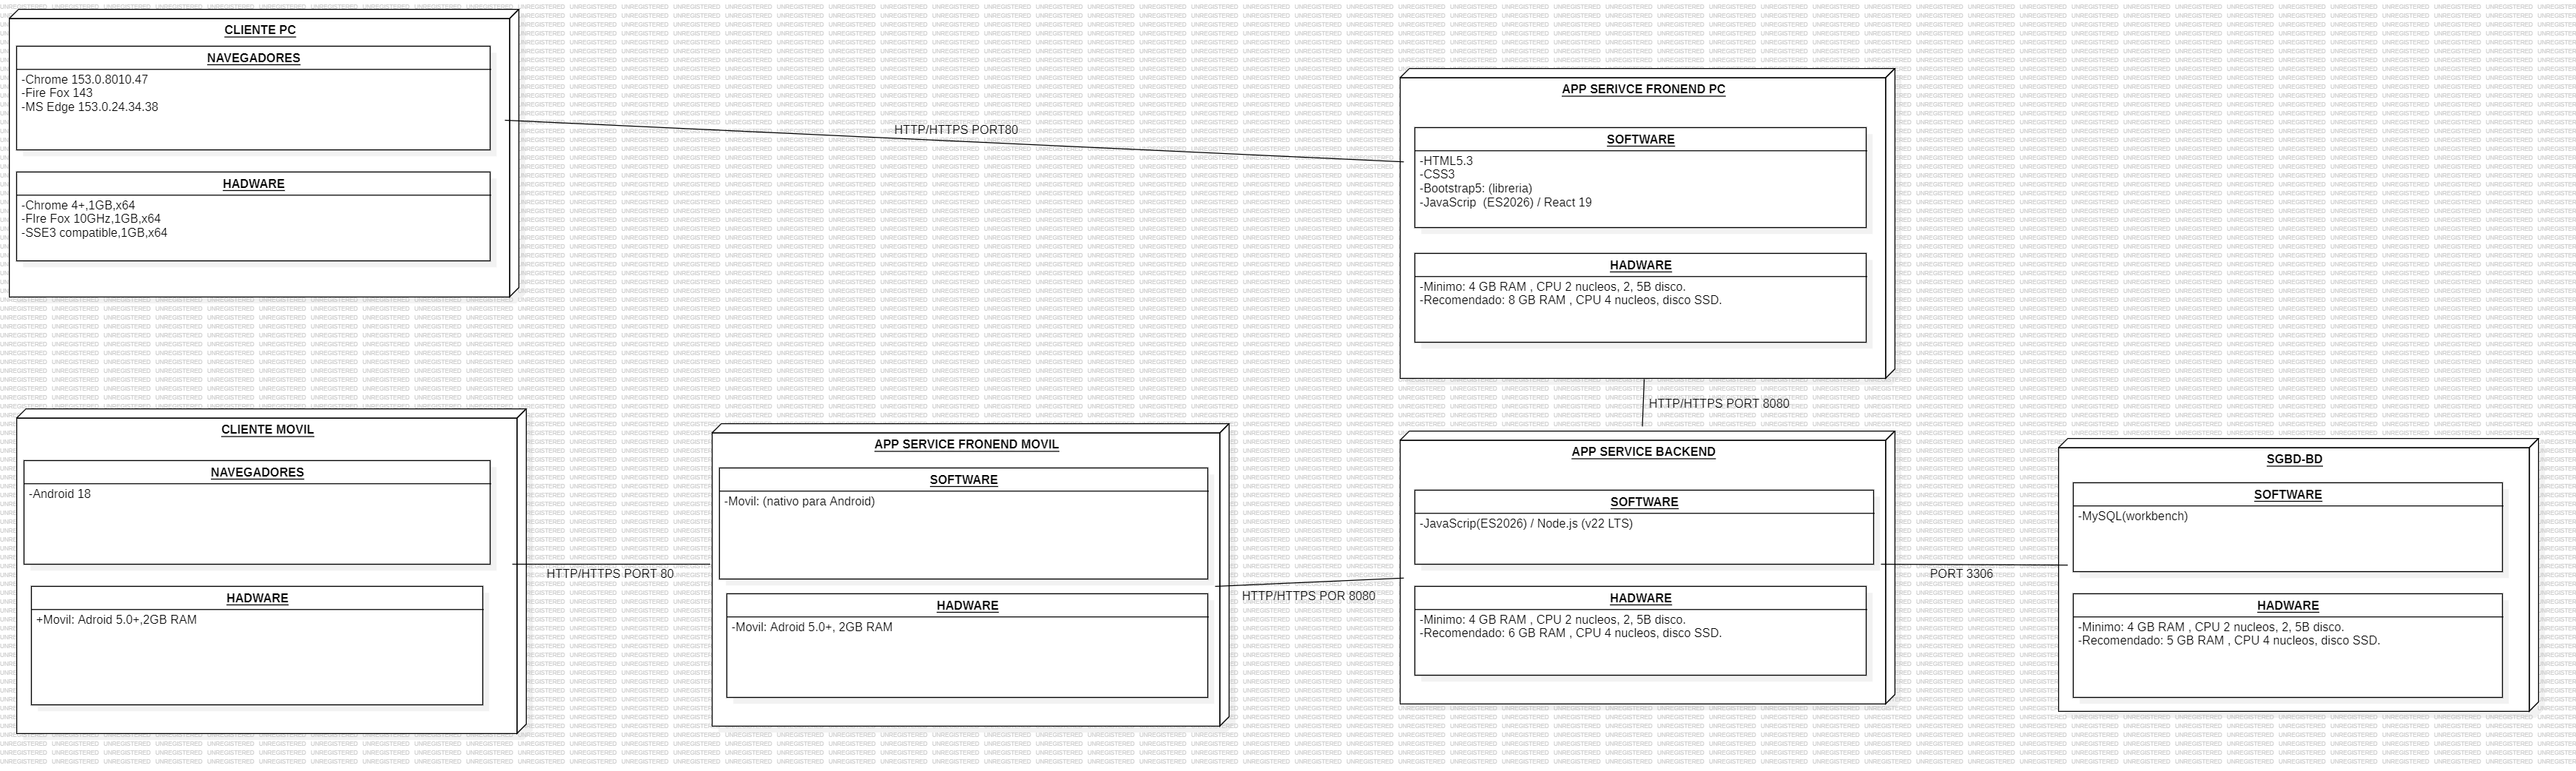 CLIENTE PC
NAVEGADORES
-Chrome 153.0.8010.47
-Fire Fox 143
-MS Edge 153.0.24.34.38
HADWARE
-Chrome 4+,1GB,x64
-FIre Fox 10GHz,1GB,x64
-SSE3 compatible,1GB,x64
HTTP/HTTPS PORT80
APP SERIVCE FRONEND PC
SOFTWARE
-HTML5.3
-CSS3
-Bootstrap5: (libreria)
-JavaScrip  (ES2026) / React 19
HADWARE
-Minimo: 4 GB RAM , CPU 2 nucleos, 2, 5B disco.
-Recomendado: 8 GB RAM , CPU 4 nucleos, disco SSD.
HTTP/HTTPS PORT 8080
CLIENTE MOVIL
NAVEGADORES
-Android 18
HADWARE
+Movil: Adroid 5.0+,2GB RAM
HTTP/HTTPS PORT 80
APP SERVICE FRONEND MOVIL
SOFTWARE
-Movil: (nativo para Android)
HADWARE
-Movil: Adroid 5.0+, 2GB RAM
HTTP/HTTPS POR 8080
APP SERVICE BACKEND
SOFTWARE
-JavaScrip(ES2026) / Node.js (v22 LTS)
HADWARE
-Minimo: 4 GB RAM , CPU 2 nucleos, 2, 5B disco.
-Recomendado: 6 GB RAM , CPU 4 nucleos, disco SSD.
PORT 3306
SGBD-BD
SOFTWARE
-MySQL(workbench)
HADWARE
-Minimo: 4 GB RAM , CPU 2 nucleos, 2, 5B disco.
-Recomendado: 5 GB RAM , CPU 4 nucleos, disco SSD.
UNREGISTERED